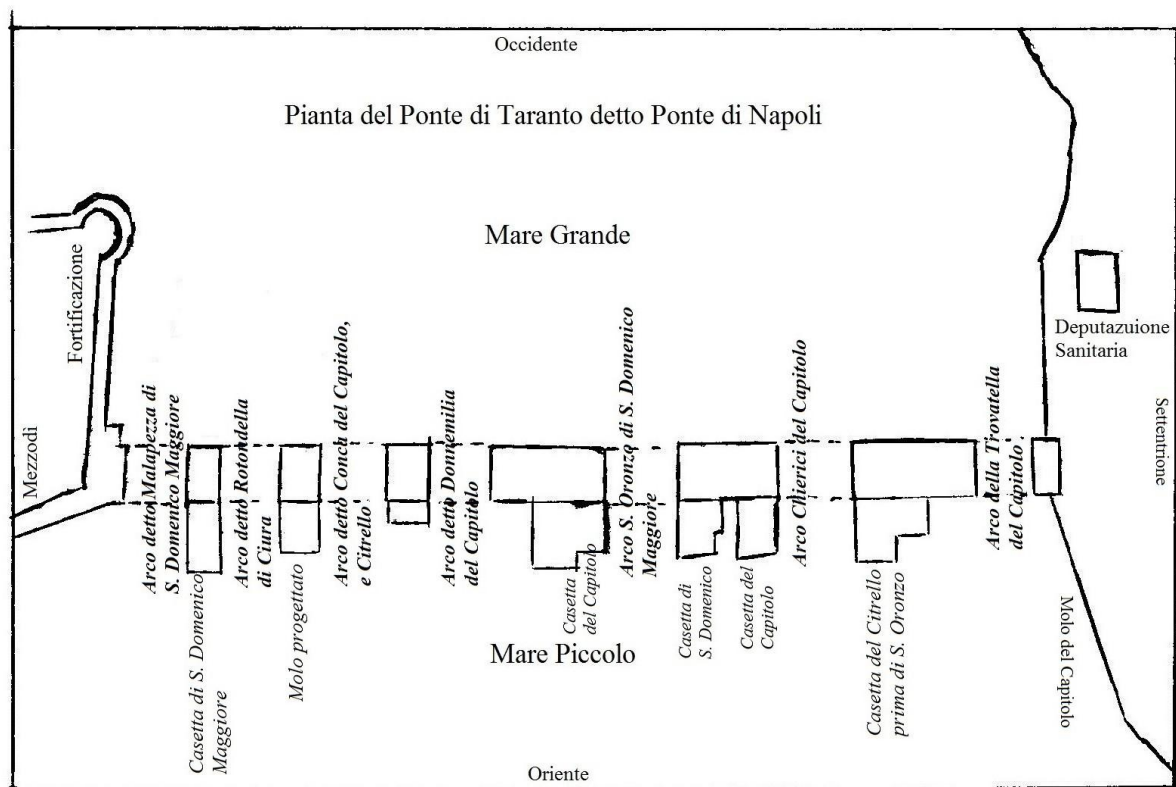 Occidente
Pianta del Ponte di Taranto detto Ponte di Napoli
Mare Grande
Fortificazione
Mezzodì
Deputazuione
Sanitaria
Settentrione
Arco detto Malapezza di
S. Domenico Maggiore
Arco detto Rotondella
di Ciura
Arco detto Conch del Capitolo,
e Citrello
Arco detto Donnemilia
del Capitolo
Arco S. Oronzo di S. Domenico
Maggiore
Arco Chierici del Capitolo
Arco della Trovatella
del Capitolo
Casetta di S. Domenico
Maggiore
Molo progettato
Casetta
del Capitolo
Casetta di
S. Domenico
Casetta del
Capitolo
Casetta del Citrello
prima di S. Oronzo
Molo del Capitolo
Mare Piccolo
Oriente